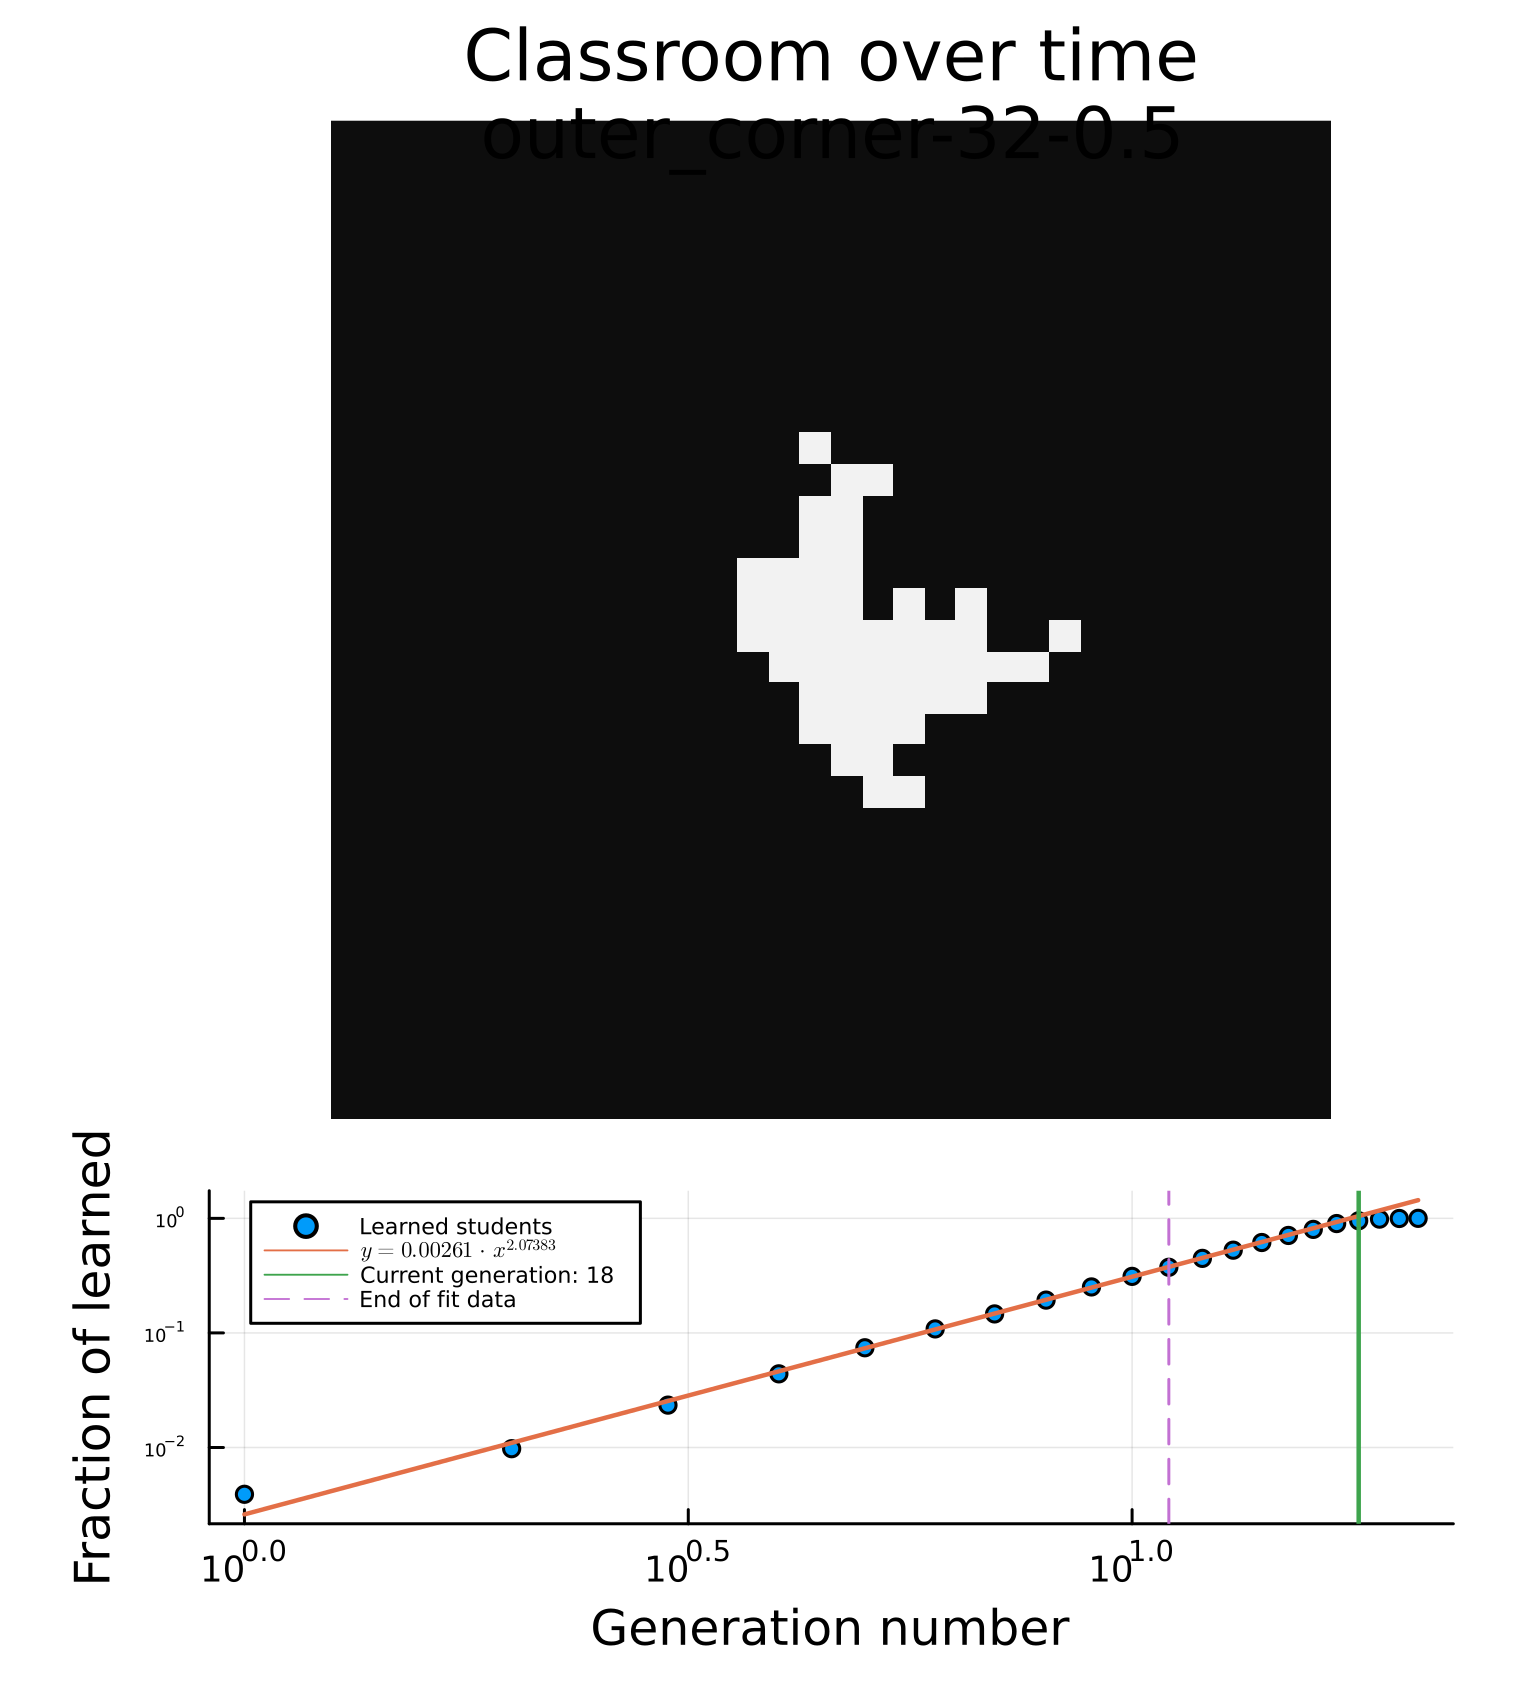 Classroom over time
outer_corner-32-0.5
Fraction of learned
10⁰
10⁻¹
10⁻²
Learned students
y = 0.00261 · x^2.07383
Current generation: 18
End of fit data
10^0.0
10^0.5
10^1.0
Generation number